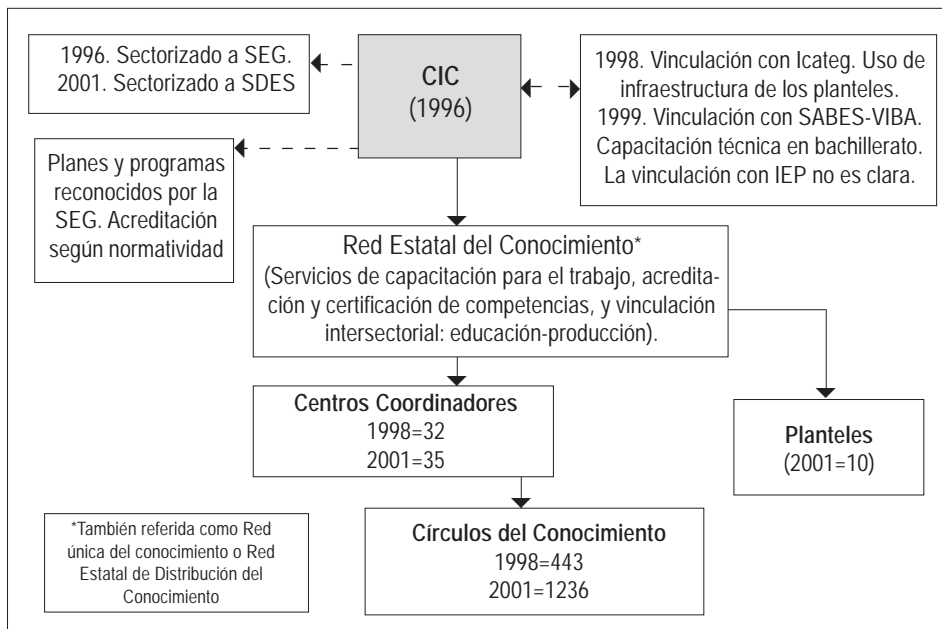 1996. Sectorizado a SEG.
2001. Sectorizado a SDES
CIC
(1996)
1998. Vinculación con Icateg. Uso de
infraestructura de los planteles.
1999. Vinculación con SABES-VIBA.
Capacitación técnica en bachillerato.
La vinculación con IEP no es clara.
Planes y programas
reconocidos por la
SEG. Acreditación
según normatividad
Red Estatal del Conocimiento*
(Servicios de capacitación para el trabajo, acredita-
ción y certificación de competencias, y vinculación
intersectorial: educación-producción).
Centros Coordinadores
1998=32
2001=35
Planteles
(2001=10)
Círculos del Conocimiento
1998=443
2001=1236
*También referida como Red
única del conocimiento o Red
Estatal de Distribución del
Conocimiento